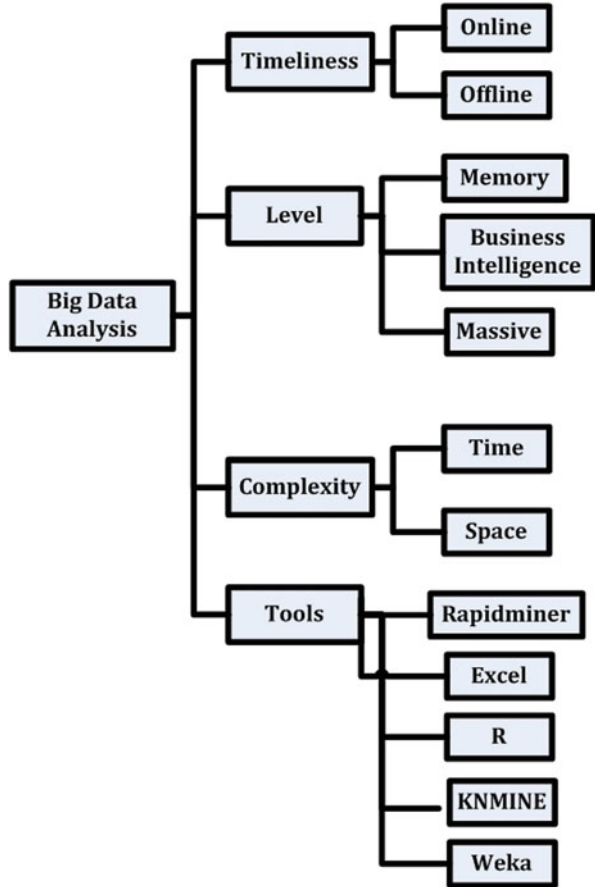 Big Data
Analysis
Timeliness
Online
Offline
Level
Memory
Business
Intelligence
Massive
Complexity
Time
Space
Tools
Rapidminer
Excel
R
KNMINE
Weka